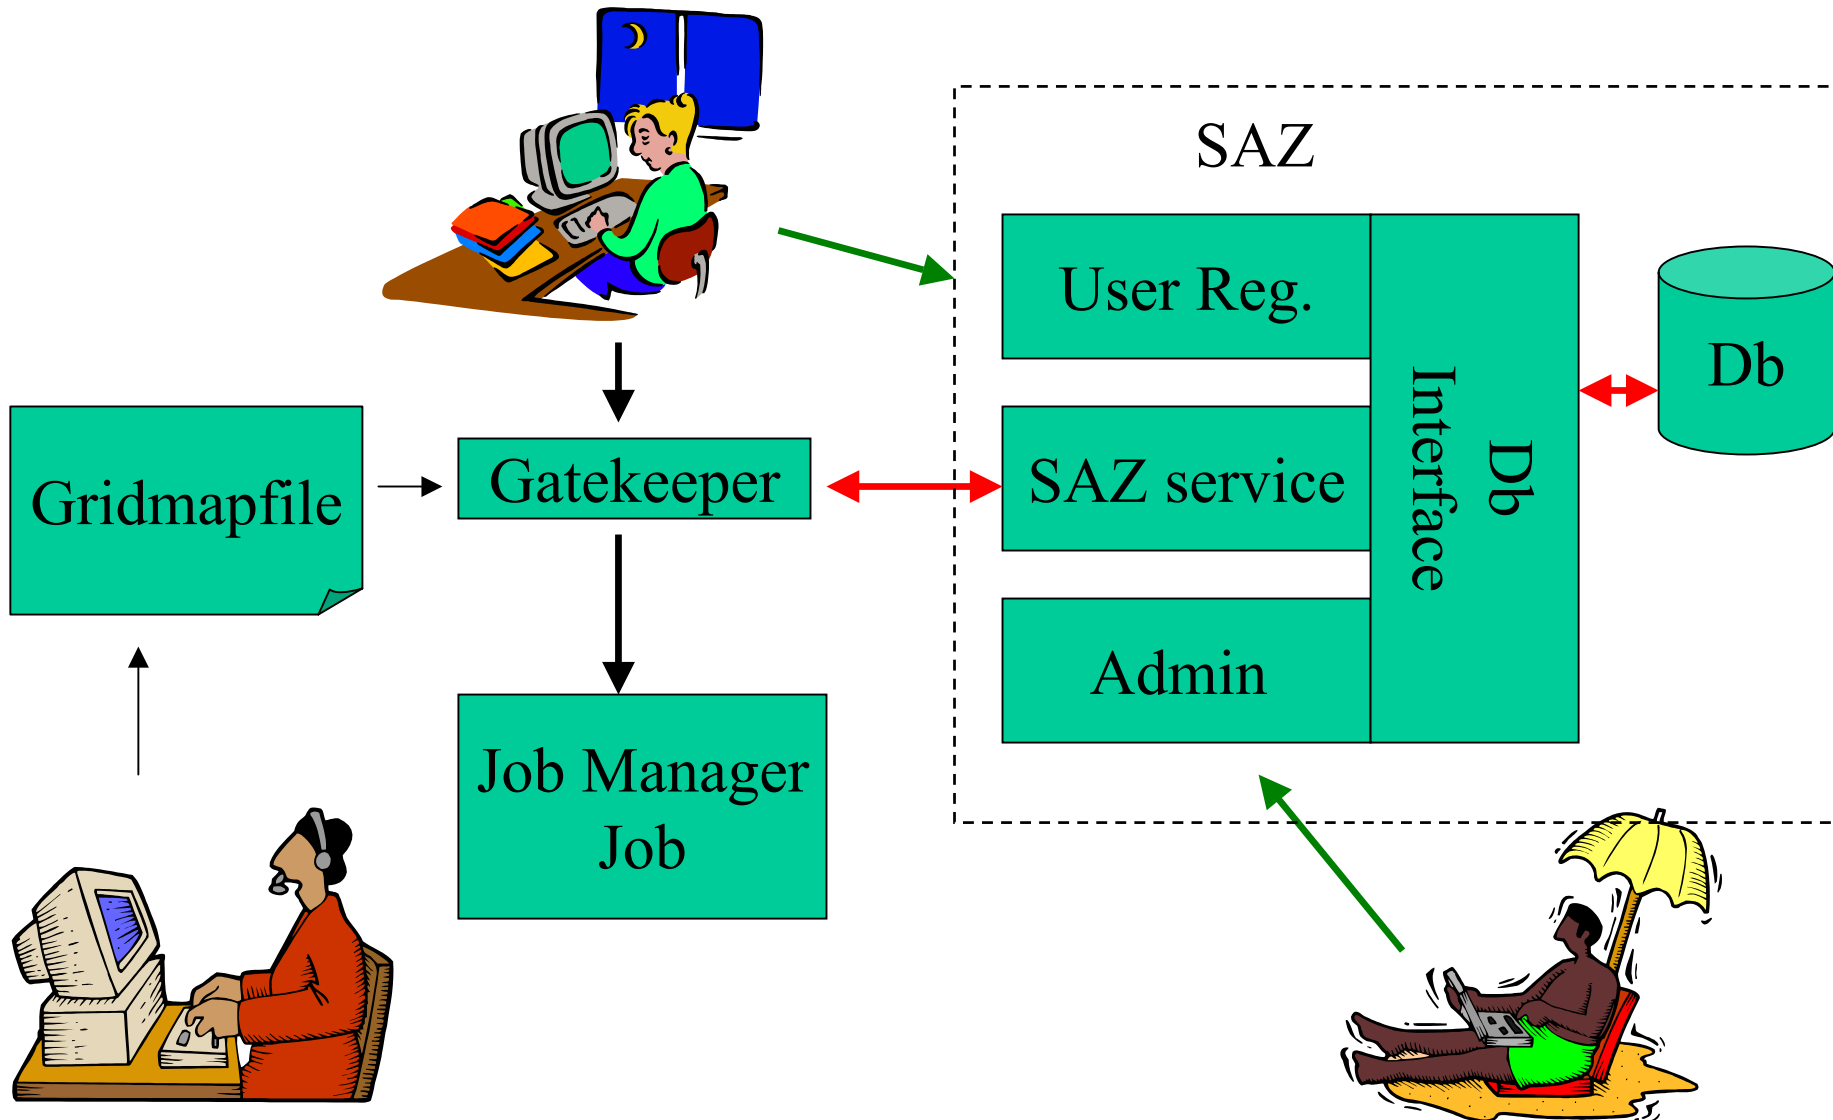 SAZ
User Reg.
Db
Interface
Db
Gridmapfile
Gatekeeper
SAZ service
Admin
Job Manager
Job